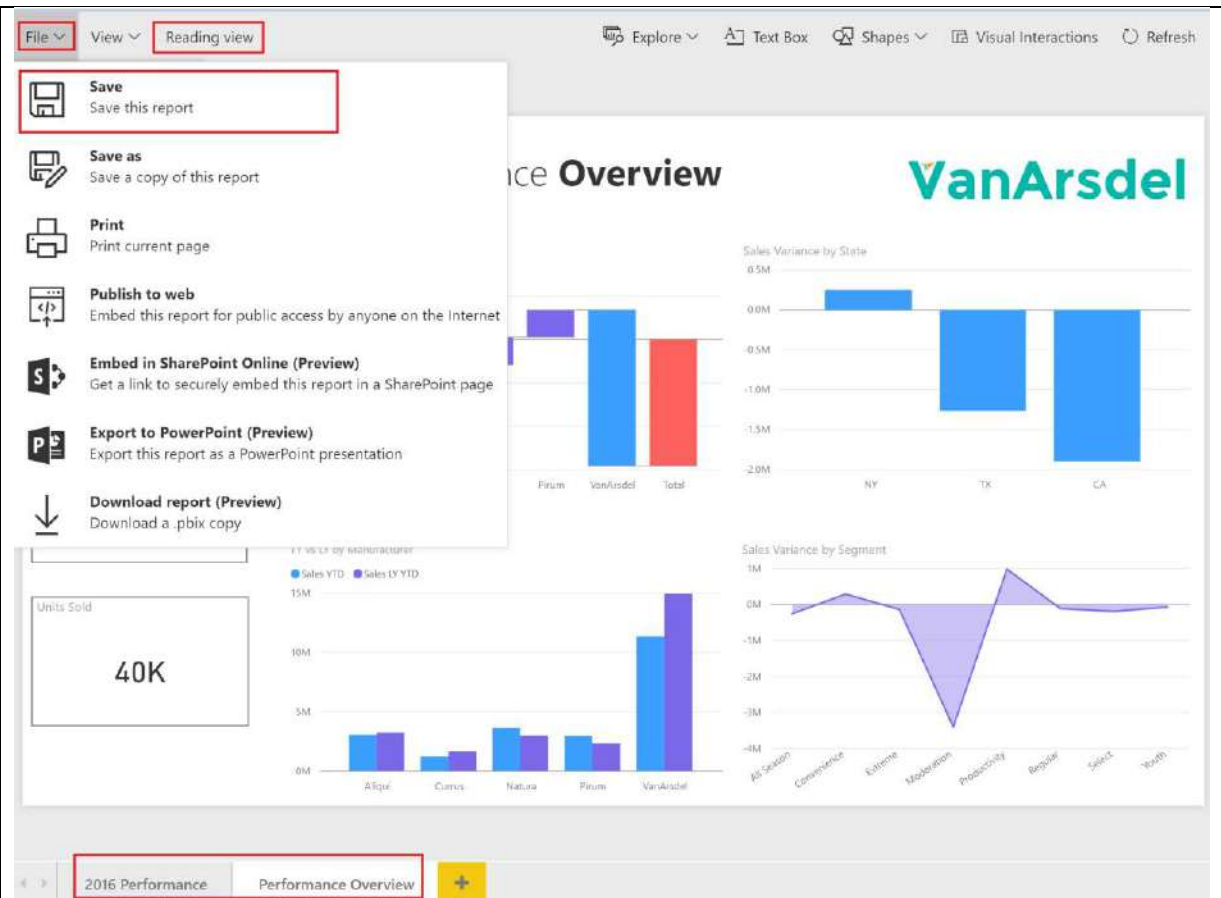 File View Reading view Explore Text Box Shapes Visual Interactions Refresh
Save
Save this report
Save as
Save a copy of this report
Print
Print current page
Publish to web
Embed this report for public access by anyone on the Internet
Embed in SharePoint Online (Preview)
Get a link to securely embed this report in a SharePoint page
Export to PowerPoint (Preview)
Export this report as a PowerPoint presentation
Download report (Preview)
Download a .pbix copy
nce Overview
VanArsdel
Pirum VanArsdel Total
Sales Variance by State
0.5M
0.0M
-0.5M
-1.0M
-1.5M
-2.0M
NY TX CA
Units Sold
40K
TY vs LY by Manufacturer
Sales YTD Sales LY YTD
15M
10M
5M
0M
Aliqui Currus Natura Pirum VanArsdel
Sales Variance by Segment
1M
0M
-1M
-2M
-3M
-4M
All Season Convenience Extreme Moderation Productivity Regular Select Youth
2016 Performance Performance Overview +